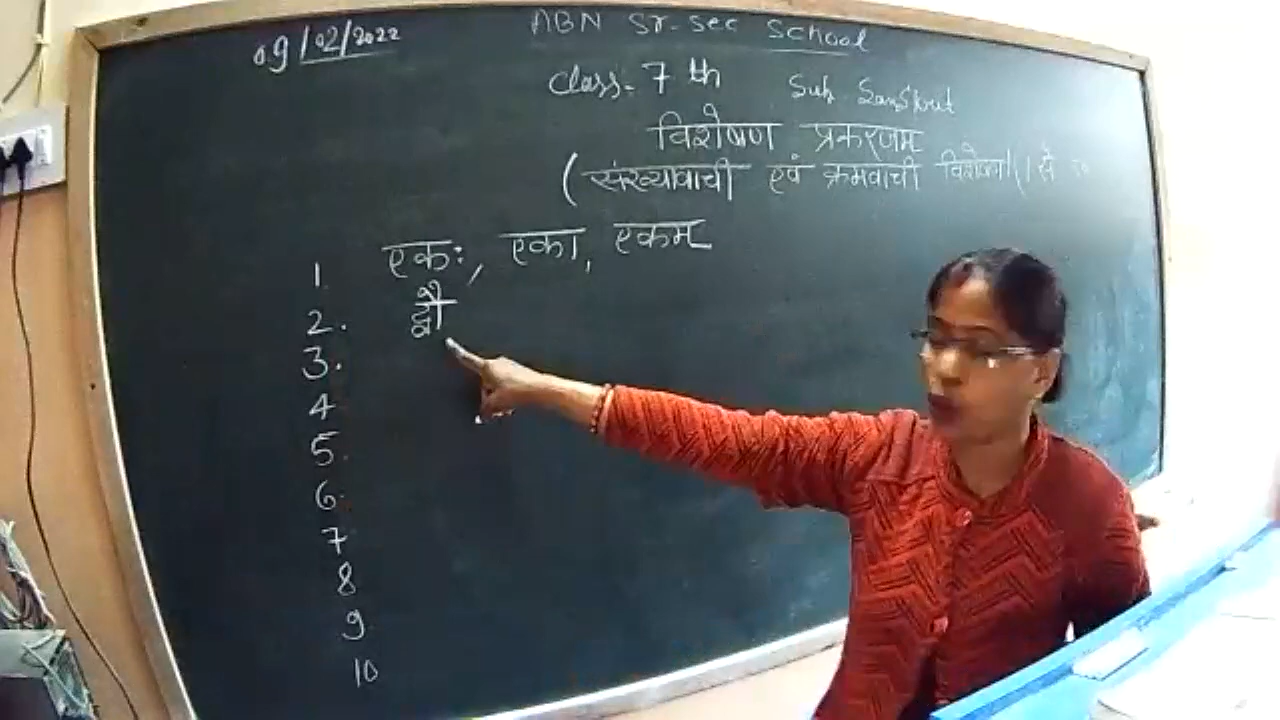 09/02/2022
ABN Sr-Sec School
Class- 7 th Sub Sanskrit
विशेषण प्रकरणम
(संख्यावाची एवं क्रमवाची विशेषण) (1 से
1 एकः, एका, एकम
2. द्वौ
3.
4
5.
6.
7
8
9
10